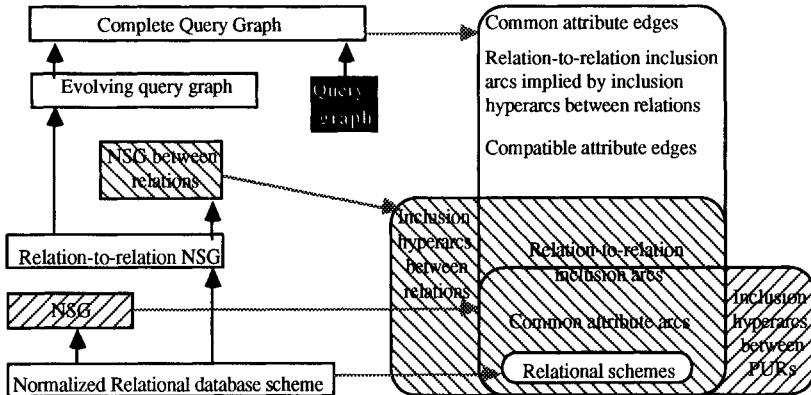 Complete Query Graph
Evolving query graph
Query
graph
NSG between
relations
Relation-to-relation NSG
NSG
Normalized Relational database scheme
Common attribute edges
Relation-to-relation inclusion
arcs implied by inclusion
hyperarcs between relations
Compatible attribute edges
Inclusion
hyperarcs
between
relations
Relation-to-relation
inclusion arcs
Common attribute arcs
Relational schemes
Inclusion
hyperarcs
between
PURs